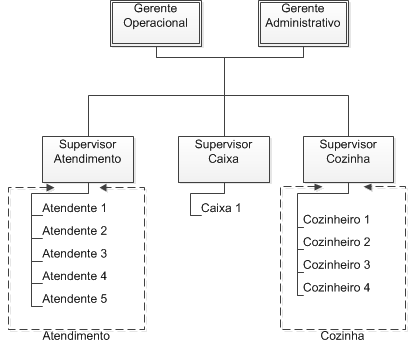 Gerente
Operacional
Gerente
Administrativo
Supervisor
Atendimento
Supervisor
Caixa
Supervisor
Cozinha
Atendente 1
Atendente 2
Atendente 3
Atendente 4
Atendente 5
Atendimento
Caixa 1
Cozinheiro 1
Cozinheiro 2
Cozinheiro 3
Cozinheiro 4
Cozinha